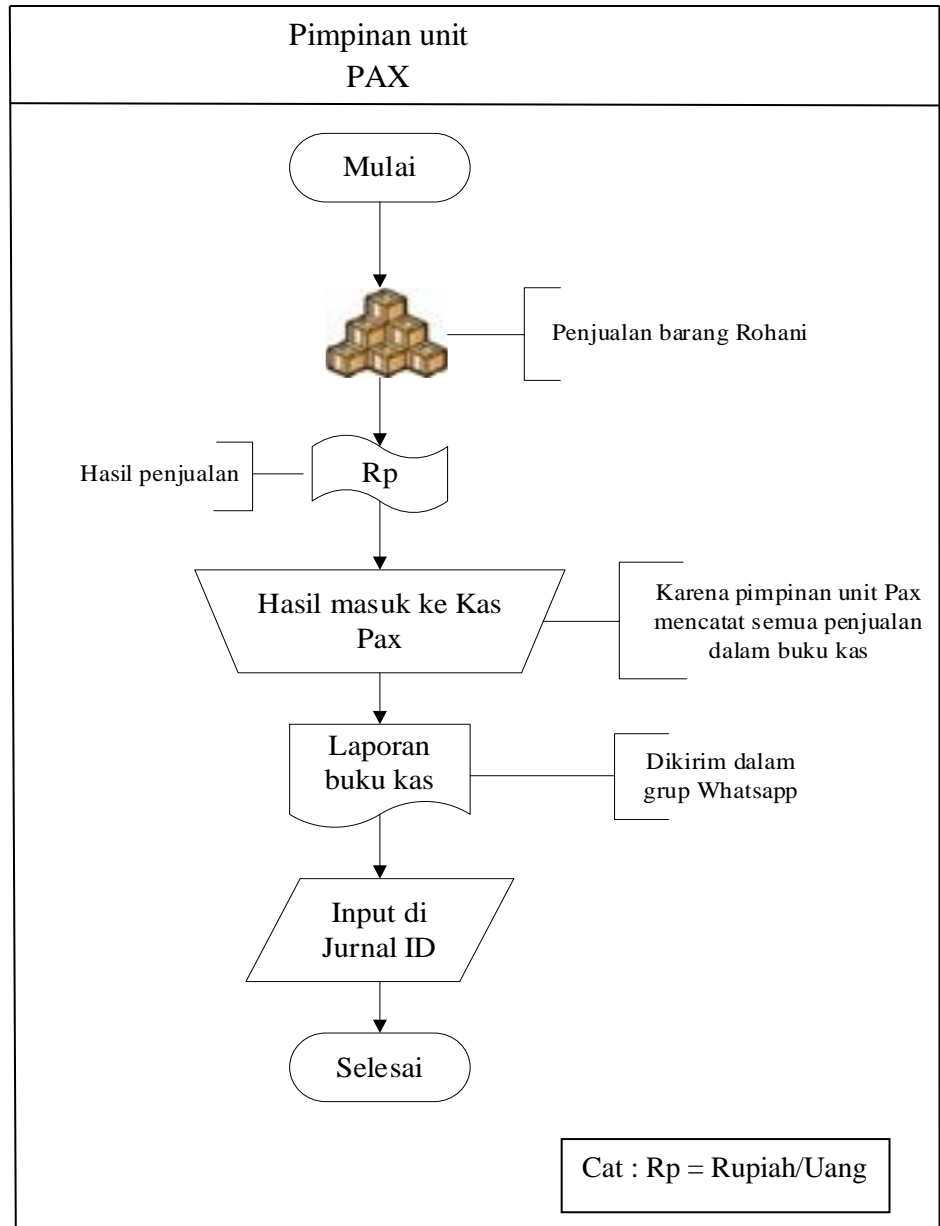 Pimpinan unit
PAX
Mulai
Penjualan barang Rohani
Hasil penjualan
Rp
Hasil masuk ke Kas
Pax
Karena pimpinan unit Pax
mencatat semua penjualan
dalam buku kas
Laporan
buku kas
Dikirim dalam
grup Whatsapp
Input di
Jurnal ID
Selesai
Cat : Rp = Rupiah/Uang